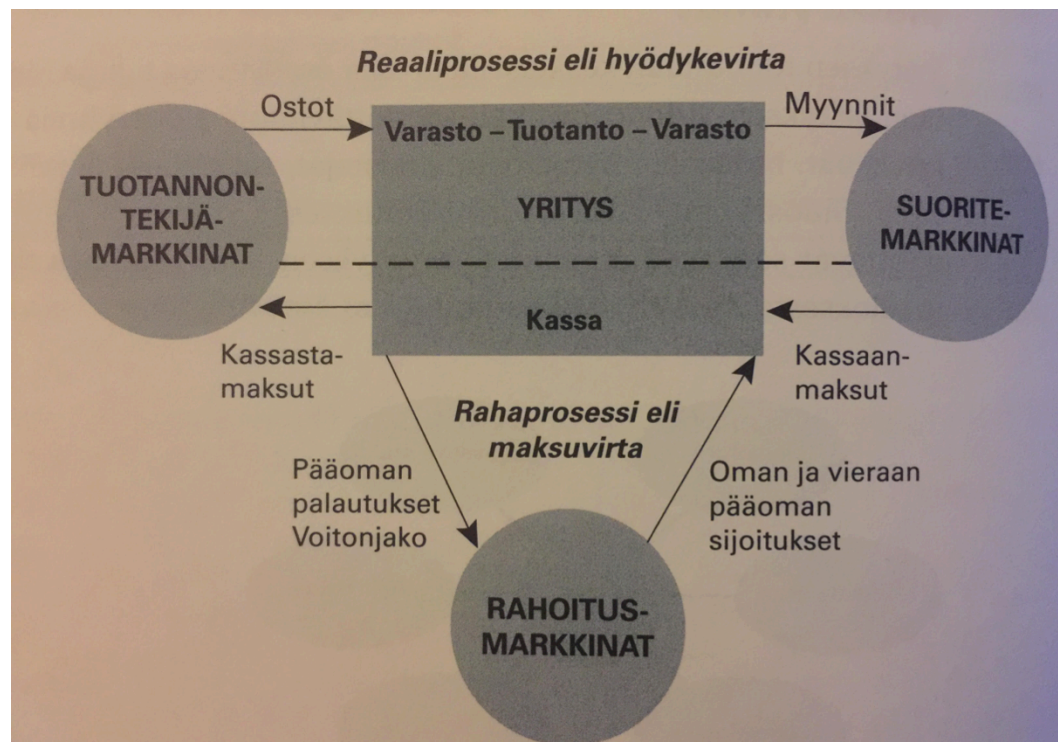 Reaaliprosessi eli hyödykevirta
Ostot
Myynnit
Varasto – Tuotanto – Varasto
TUOTANNON-
TEKIJÄ-
MARKKINAT
YRITYS
SUORITE-
MARKKINAT
Kassa
Kassasta-
maksut
Kassaan-
maksut
Rahaprosessi eli
maksuvirta
Pääoman
palautukset
Voitonjako
Oman ja vieraan
pääoman
sijoitukset
RAHOITUS-
MARKKINAT